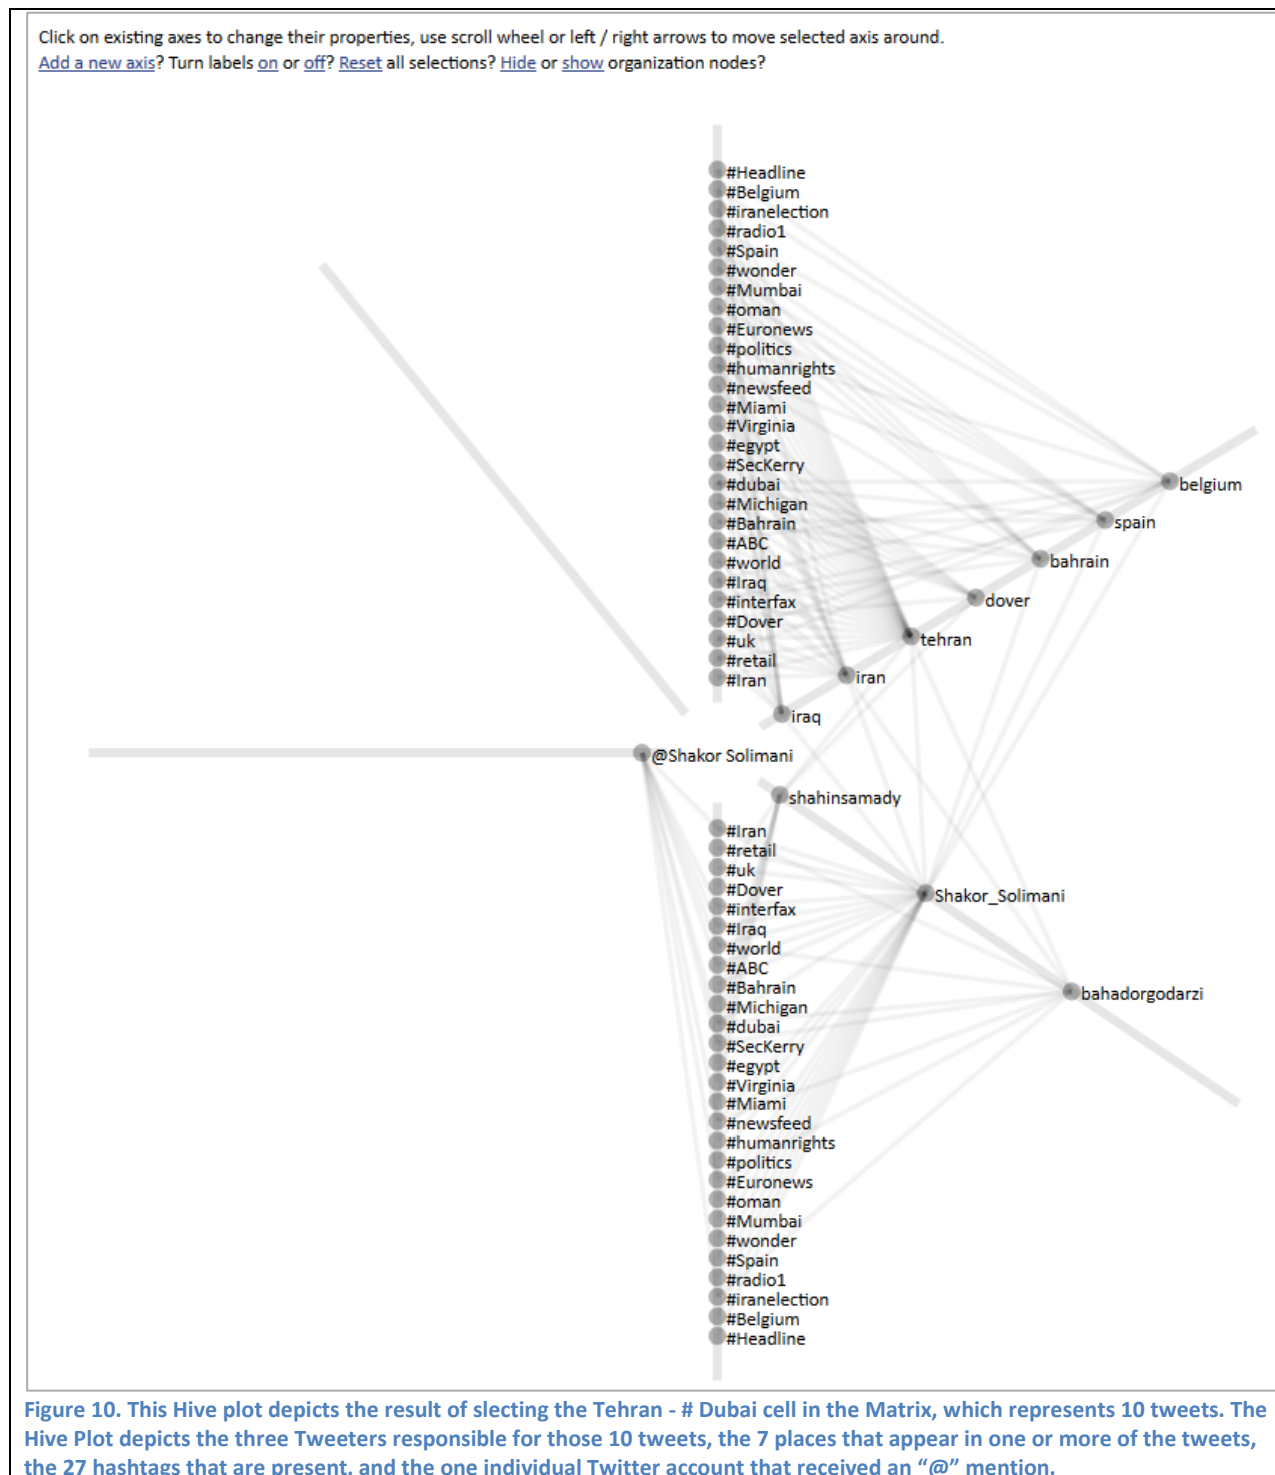 Click on existing axes to change their properties, use scroll wheel or left / right arrows to move selected axis around.
Add a new axis? Turn labels on or off? Reset all selections? Hide or show organization nodes?
#Headline
#Belgium
#iranelection
#radio1
#Spain
#wonder
#Mumbai
#oman
#Euronews
#politics
#humanrights
#newsfeed
#Miami
#Virginia
#egypt
#SecKerry
#dubai
#Michigan
#Bahrain
#ABC
#world
#Iraq
#interfax
#Dover
#uk
#retail
#Iran
belgium
spain
bahrain
dover
tehran
iran
iraq
@Shakor Solimani
shahinsamady
Shakor_Solimani
bahadorgodarzi
#Iran
#retail
#uk
#Dover
#interfax
#Iraq
#world
#ABC
#Bahrain
#Michigan
#dubai
#SecKerry
#egypt
#Virginia
#Miami
#newsfeed
#humanrights
#politics
#Euronews
#oman
#Mumbai
#wonder
#Spain
#radio1
#iranelection
#Belgium
#Headline
Figure 10. This Hive plot depicts the result of slecting the Tehran - # Dubai cell in the Matrix, which represents 10 tweets. The
Hive Plot depicts the three Tweeters responsible for those 10 tweets, the 7 places that appear in one or more of the tweets,
the 27 hashtags that are present, and the one individual Twitter account that received an “@” mention.